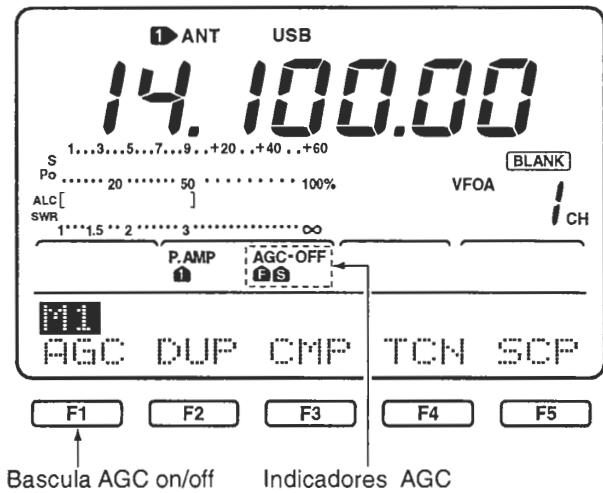 1 ANT USB
14.100.00
S 1...3...5...7...9..+20..+40..+60
BLANK
Po ······ 20 ········ 50 ·········· 100%
VFOA
1 CH
ALC [ ]
SWR 1···1.5··2······3··········∞
P.AMP AGC-OFF
1 F S
M1
AGC DUP CMP TCN SCP
F1 F2 F3 F4 F5
Bascula AGC on/off Indicadores AGC